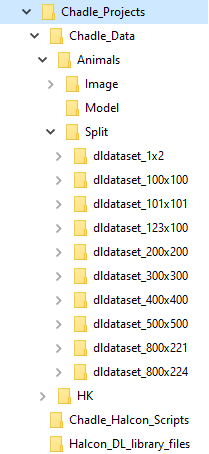 Chadle_Projects
Chadle_Data
Animals
Image
Model
Split
dldataset_1x2
dldataset_100x100
dldataset_101x101
dldataset_123x100
dldataset_200x200
dldataset_300x300
dldataset_400x400
dldataset_500x500
dldataset_800x221
dldataset_800x224
HK
Chadle_Halcon_Scripts
Halcon_DL_library_files